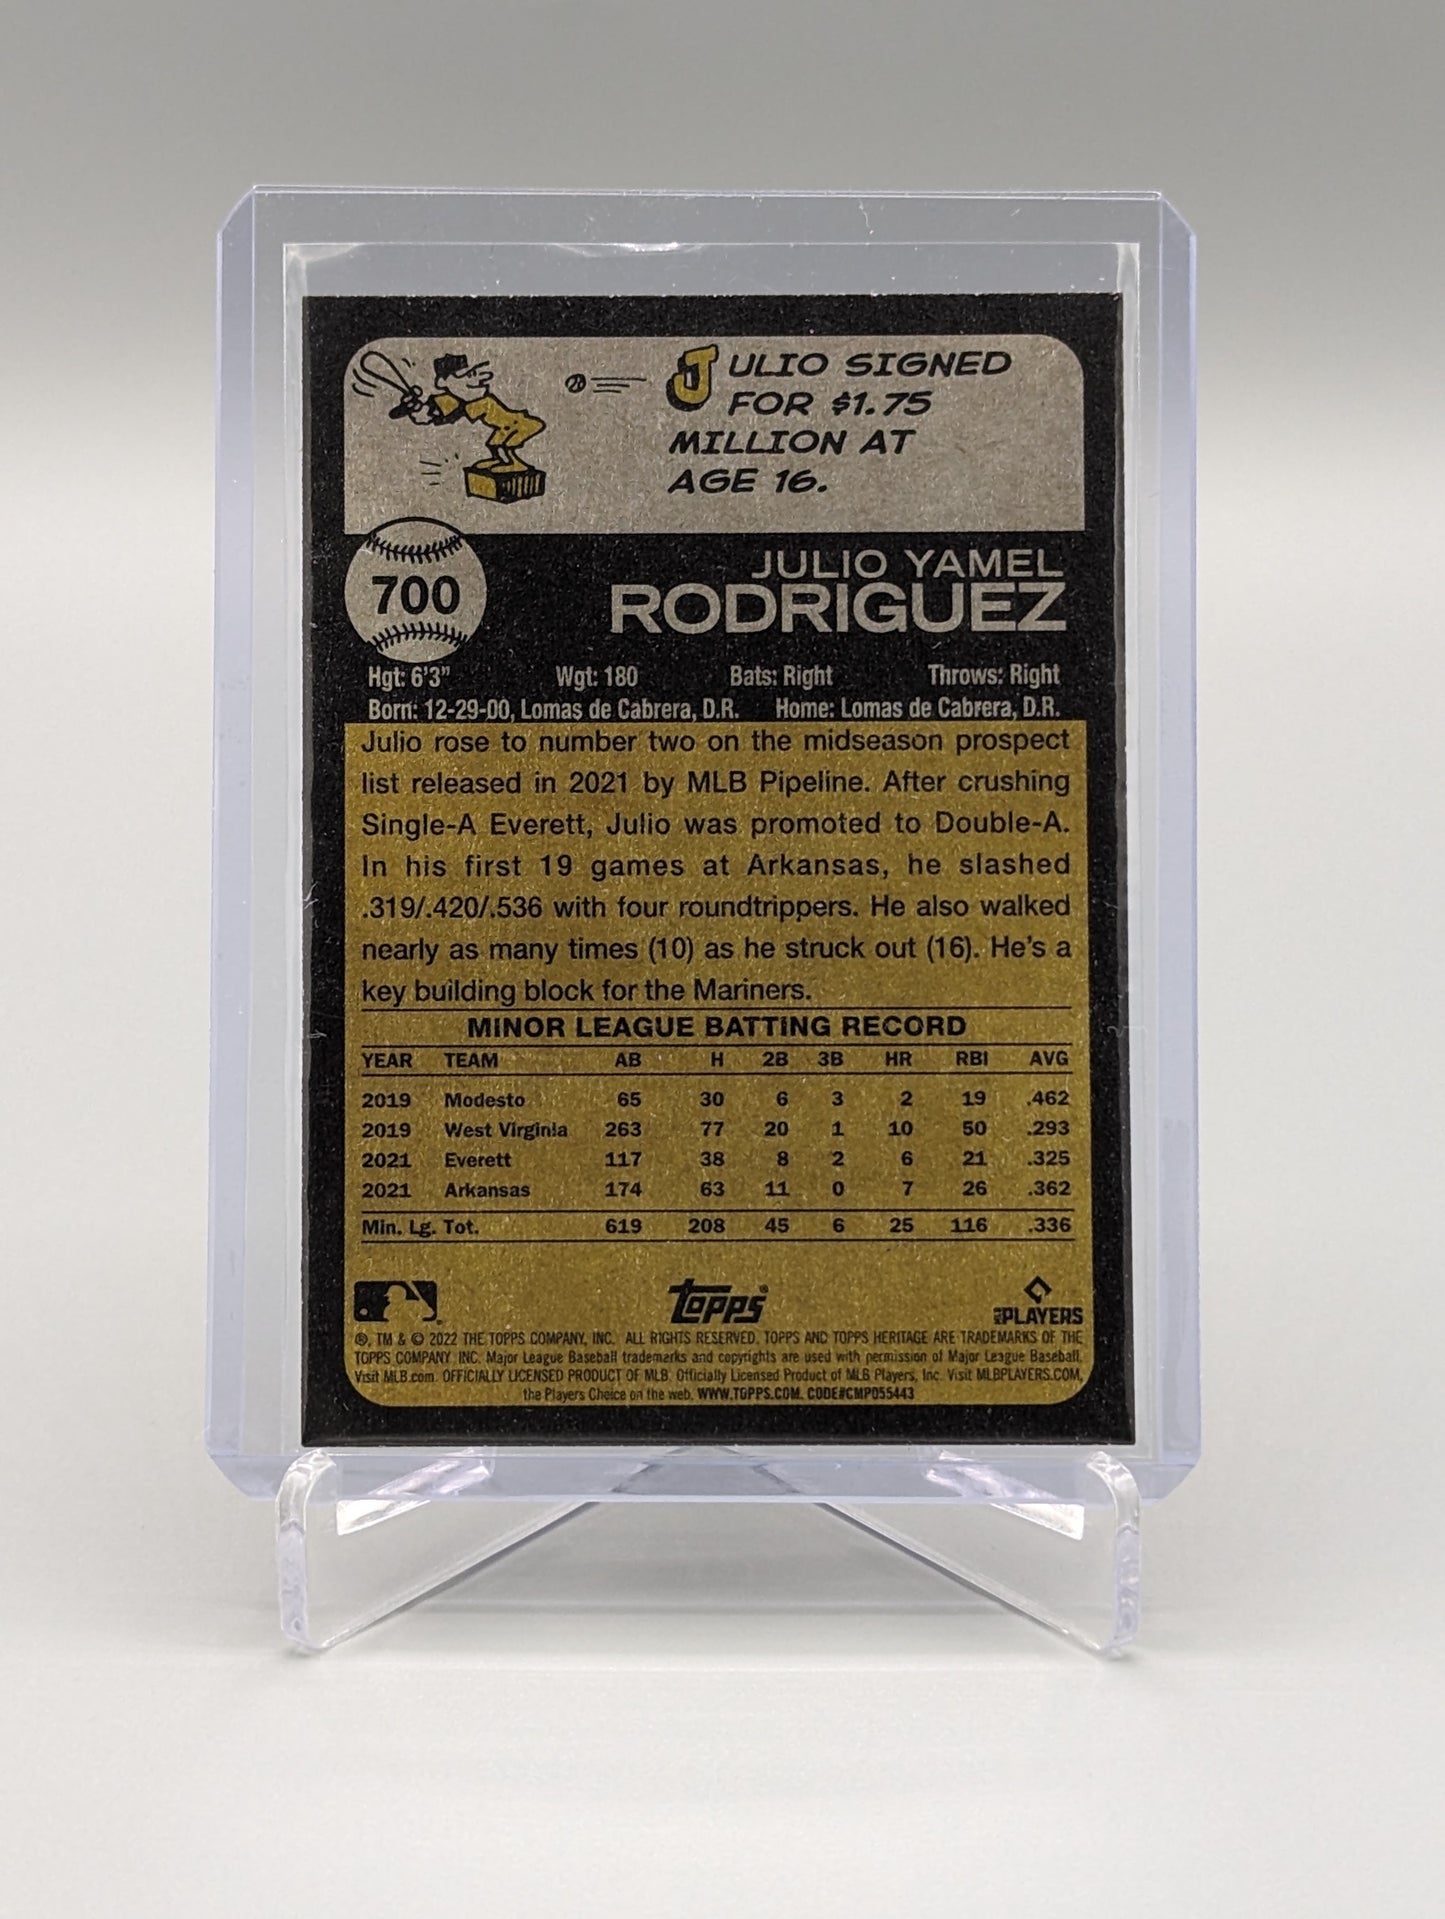 JULIO SIGNED
FOR $1.75
MILLION AT
AGE 16.
700
JULIO YAMEL
RODRIGUEZ
Hgt: 6'3" Wgt: 180 Bats: Right Throws: Right
Born: 12-29-00, Lomas de Cabrera, D.R. Home: Lomas de Cabrera, D.R.
Julio rose to number two on the midseason prospect
list released in 2021 by MLB Pipeline. After crushing
Single-A Everett, Julio was promoted to Double-A.
In his first 19 games at Arkansas, he slashed
.319/.420/.536 with four roundtrippers. He also walked
nearly as many times (10) as he struck out (16). He's a
key building block for the Mariners.
MINOR LEAGUE BATTING RECORD
YEAR TEAM AB H 2B 3B HR RBI AVG
2019 Modesto 65 30 6 3 2 19 .462
2019 West Virginia 263 77 20 1 10 50 .293
2021 Everett 117 38 8 2 6 21 .325
2021 Arkansas 174 63 11 0 7 26 .362
Min. Lg. Tot. 619 208 45 6 25 116 .336
Topps®
MLB PLAYERS
®, TM & © 2022 THE TOPPS COMPANY, INC. ALL RIGHTS RESERVED. TOPPS AND TOPPS HERITAGE ARE TRADEMARKS OF THE
TOPPS COMPANY, INC. Major League Baseball trademarks and copyrights are used with permission of Major League Baseball.
Visit MLB.com. OFFICIALLY LICENSED PRODUCT OF MLB Officially Licensed Product of MLB Players, Inc. Visit MLBPLAYERS.COM,
the Players Choice on the web. WWW.TOPPS.COM. CODE#CMP055443